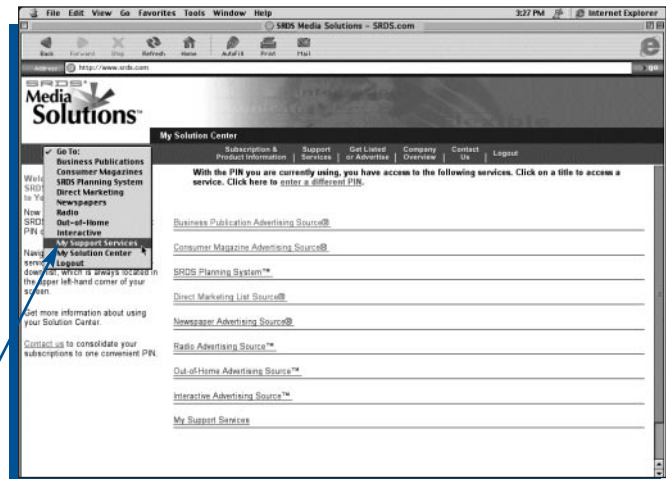 File Edit View Go Favorites Tools Window Help 3:27 PM Internet Explorer
SRDS Media Solutions - SRDS.com
Back Forward Stop Refresh Home AutoFill Print Mail
Address http://www.srds.com go
SRDS'
Media
Solutions™
My Solution Center
Subscription & Product Information | Support Services | Get Listed or Advertise | Company Overview | Contact Us | Logout
✓ Go To:
Business Publications
Consumer Magazines
SRDS Planning System
Direct Marketing
Newspapers
Radio
Out-of-Home
Interactive
My Support Services
My Solution Center
Logout
Now
SRDS
PIN
down list, which is always located in
the upper left-hand corner of your
screen.
Get more information about using
your Solution Center.
Contact us to consolidate your
subscriptions to one convenient PIN.
With the PIN you are currently using, you have access to the following services. Click on a title to access a
service. Click here to enter a different PIN.
Business Publication Advertising Source®
Consumer Magazine Advertising Source®
SRDS Planning System™
Direct Marketing List Source®
Newspaper Advertising Source®
Radio Advertising Source™
Out-of-Home Advertising Source™
Interactive Advertising Source™
My Support Services